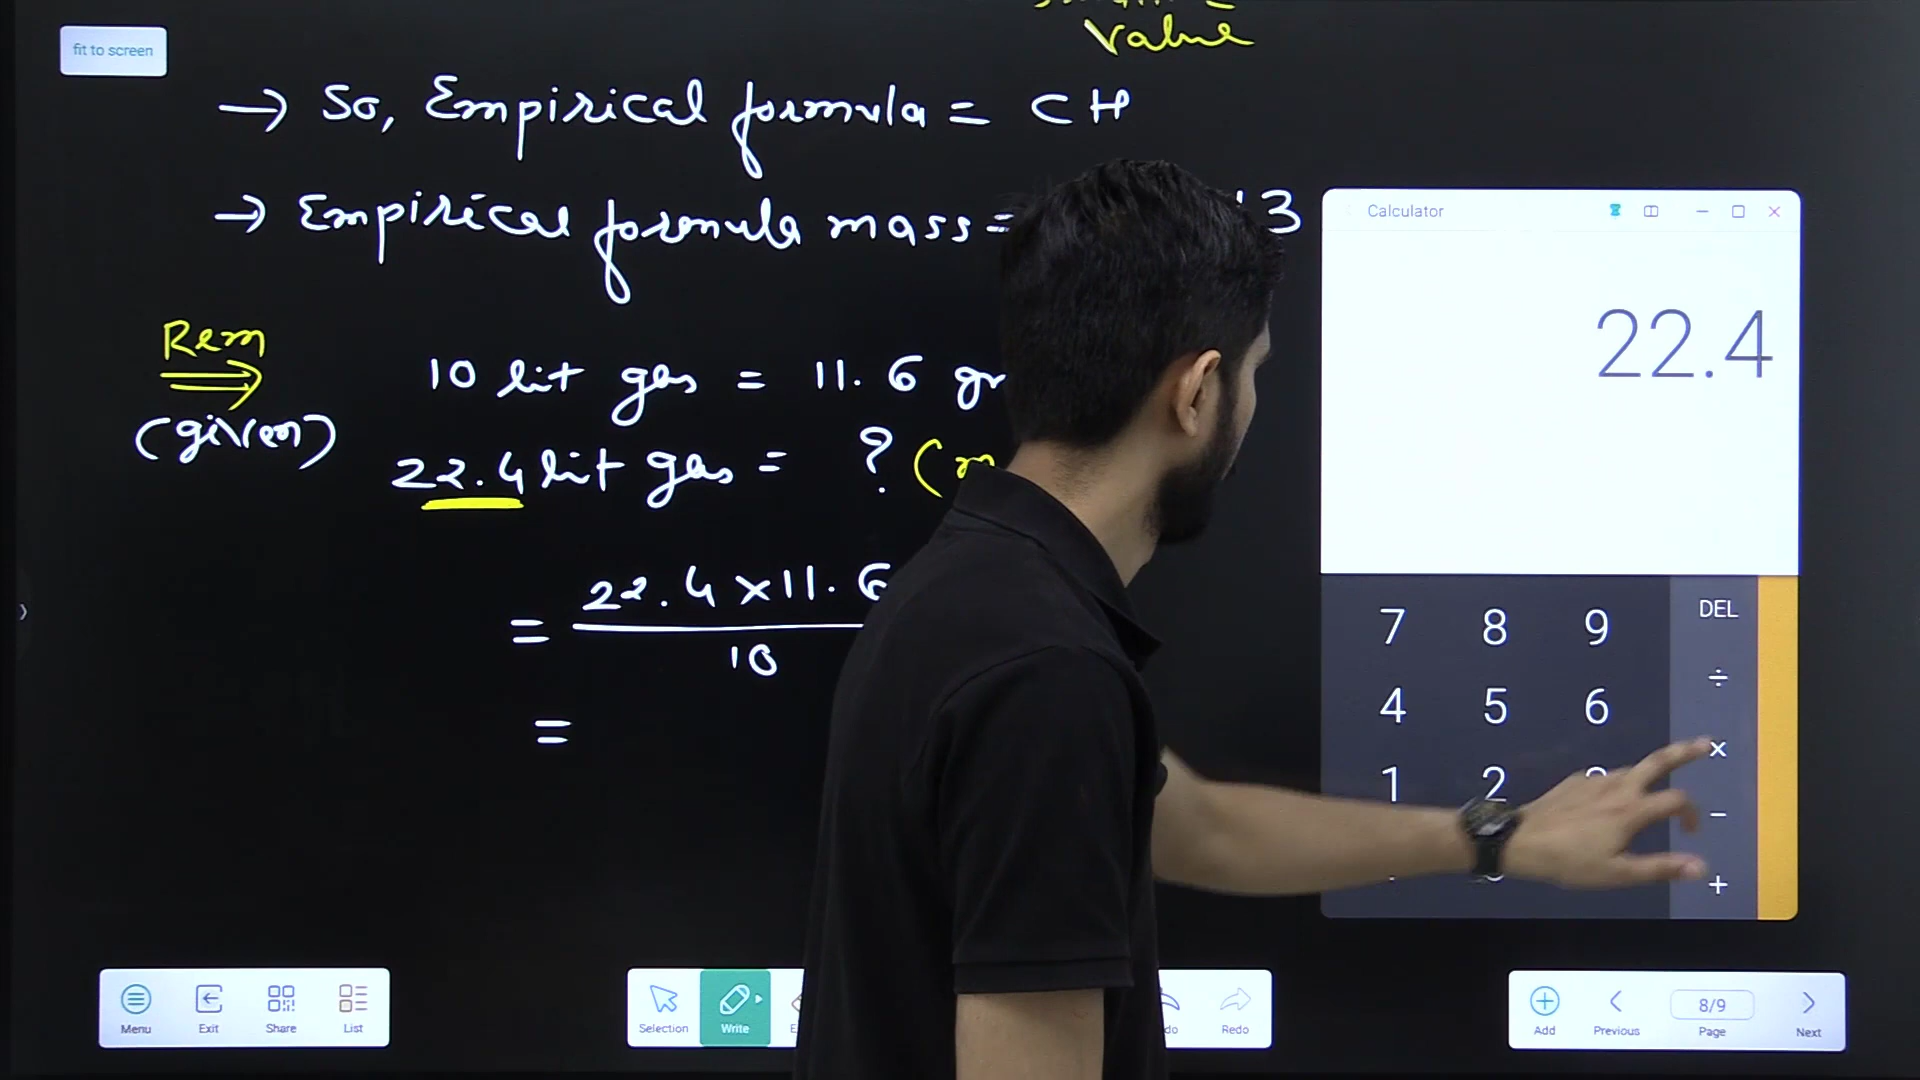 fit to screen
Value
→ So, Empirical formula = CH
→ Empirical formula mass = 13
Rem
(given)
10 lit gas = 11.6 gr
22.4 lit gas = ? (m
= 22.4 × 11.6
10
=
Calculator
22.4
7 8 9 DEL
÷
4 5 6
×
1 2
−
+
Menu Exit Share List
Selection Write Redo
Add Previous 8/9 Page Next